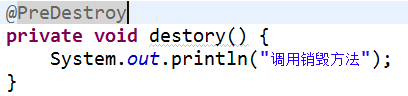 @PreDestroy
private void destory() {
    System.out.println("调用销毁方法");
}